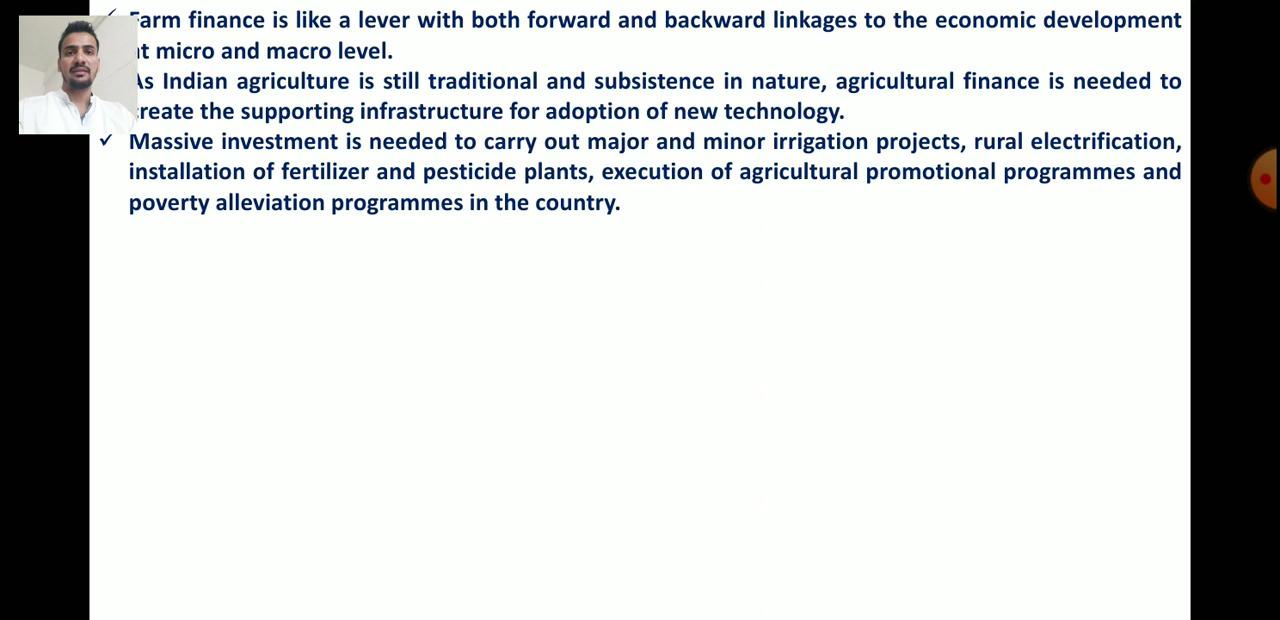 ✓ Farm finance is like a lever with both forward and backward linkages to the economic development
at micro and macro level.
As Indian agriculture is still traditional and subsistence in nature, agricultural finance is needed to
create the supporting infrastructure for adoption of new technology.
✓ Massive investment is needed to carry out major and minor irrigation projects, rural electrification,
installation of fertilizer and pesticide plants, execution of agricultural promotional programmes and
poverty alleviation programmes in the country.